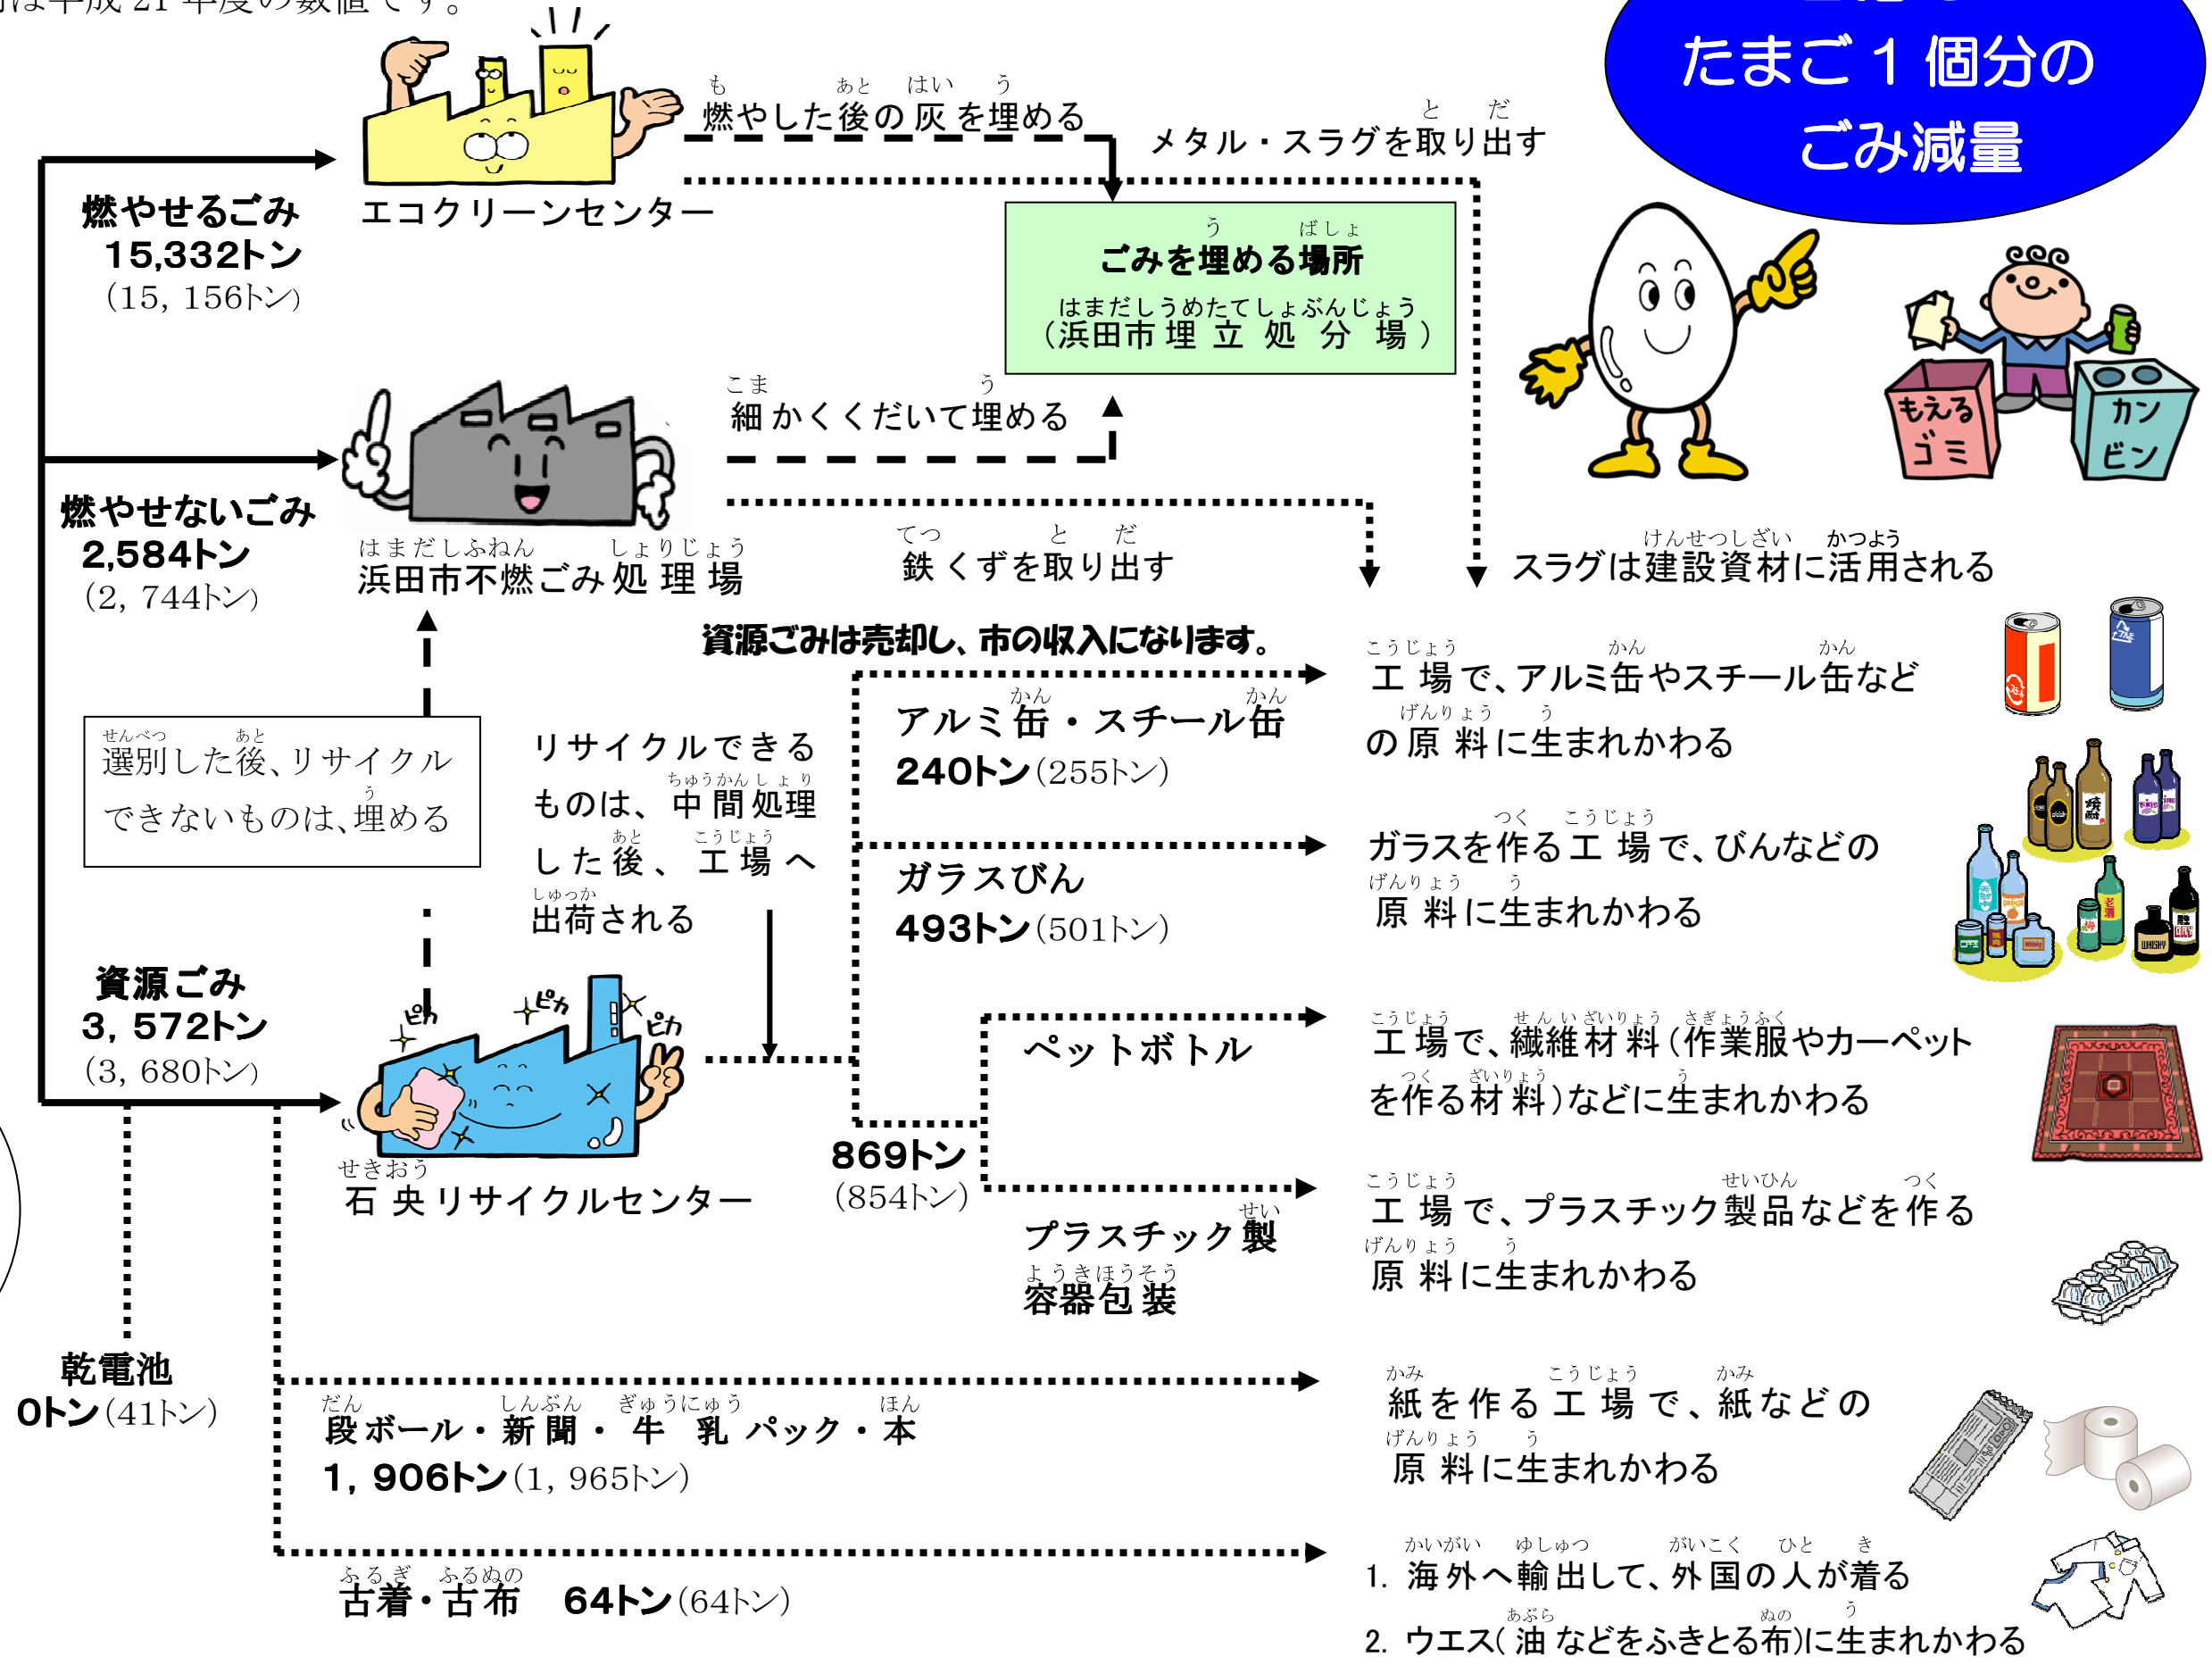 は平成 21 年度の数値です。
たまご１個分の
ごみ減量
燃やした後の灰を埋める
メタル・スラグを取り出す
エコクリーンセンター
燃やせるごみ
15,332トン
(15, 156トン)
ごみを埋める場所
(浜田市埋立処分場)
もえる
ゴミ
カン
ビン
細かくくだいて埋める
燃やせないごみ
2,584トン
(2, 744トン)
浜田市不燃ごみ処理場
鉄くずを取り出す
スラグは建設資材に活用される
資源ごみは売却し、市の収入になります。
選別した後、リサイクル
できないものは、埋める
リサイクルできる
ものは、中間処理
した後、工場へ
出荷される
アルミ缶・スチール缶
240トン(255トン)
工場で、アルミ缶やスチール缶など
の原料に生まれかわる
ガラスびん
493トン(501トン)
ガラスを作る工場で、びんなどの
原料に生まれかわる
資源ごみ
3, 572トン
(3, 680トン)
ピカ
ピカ
ピカ
石央リサイクルセンター
ペットボトル
工場で、繊維材料(作業服やカーペット
を作る材料)などに生まれかわる
869トン
(854トン)
プラスチック製
容器包装
工場で、プラスチック製品などを作る
原料に生まれかわる
乾電池
0トン(41トン)
段ボール・新聞・牛乳パック・本
1, 906トン(1, 965トン)
紙を作る工場で、紙などの
原料に生まれかわる
古着・古布　64トン(64トン)
1. 海外へ輸出して、外国の人が着る
2. ウエス(油などをふきとる布)に生まれかわる